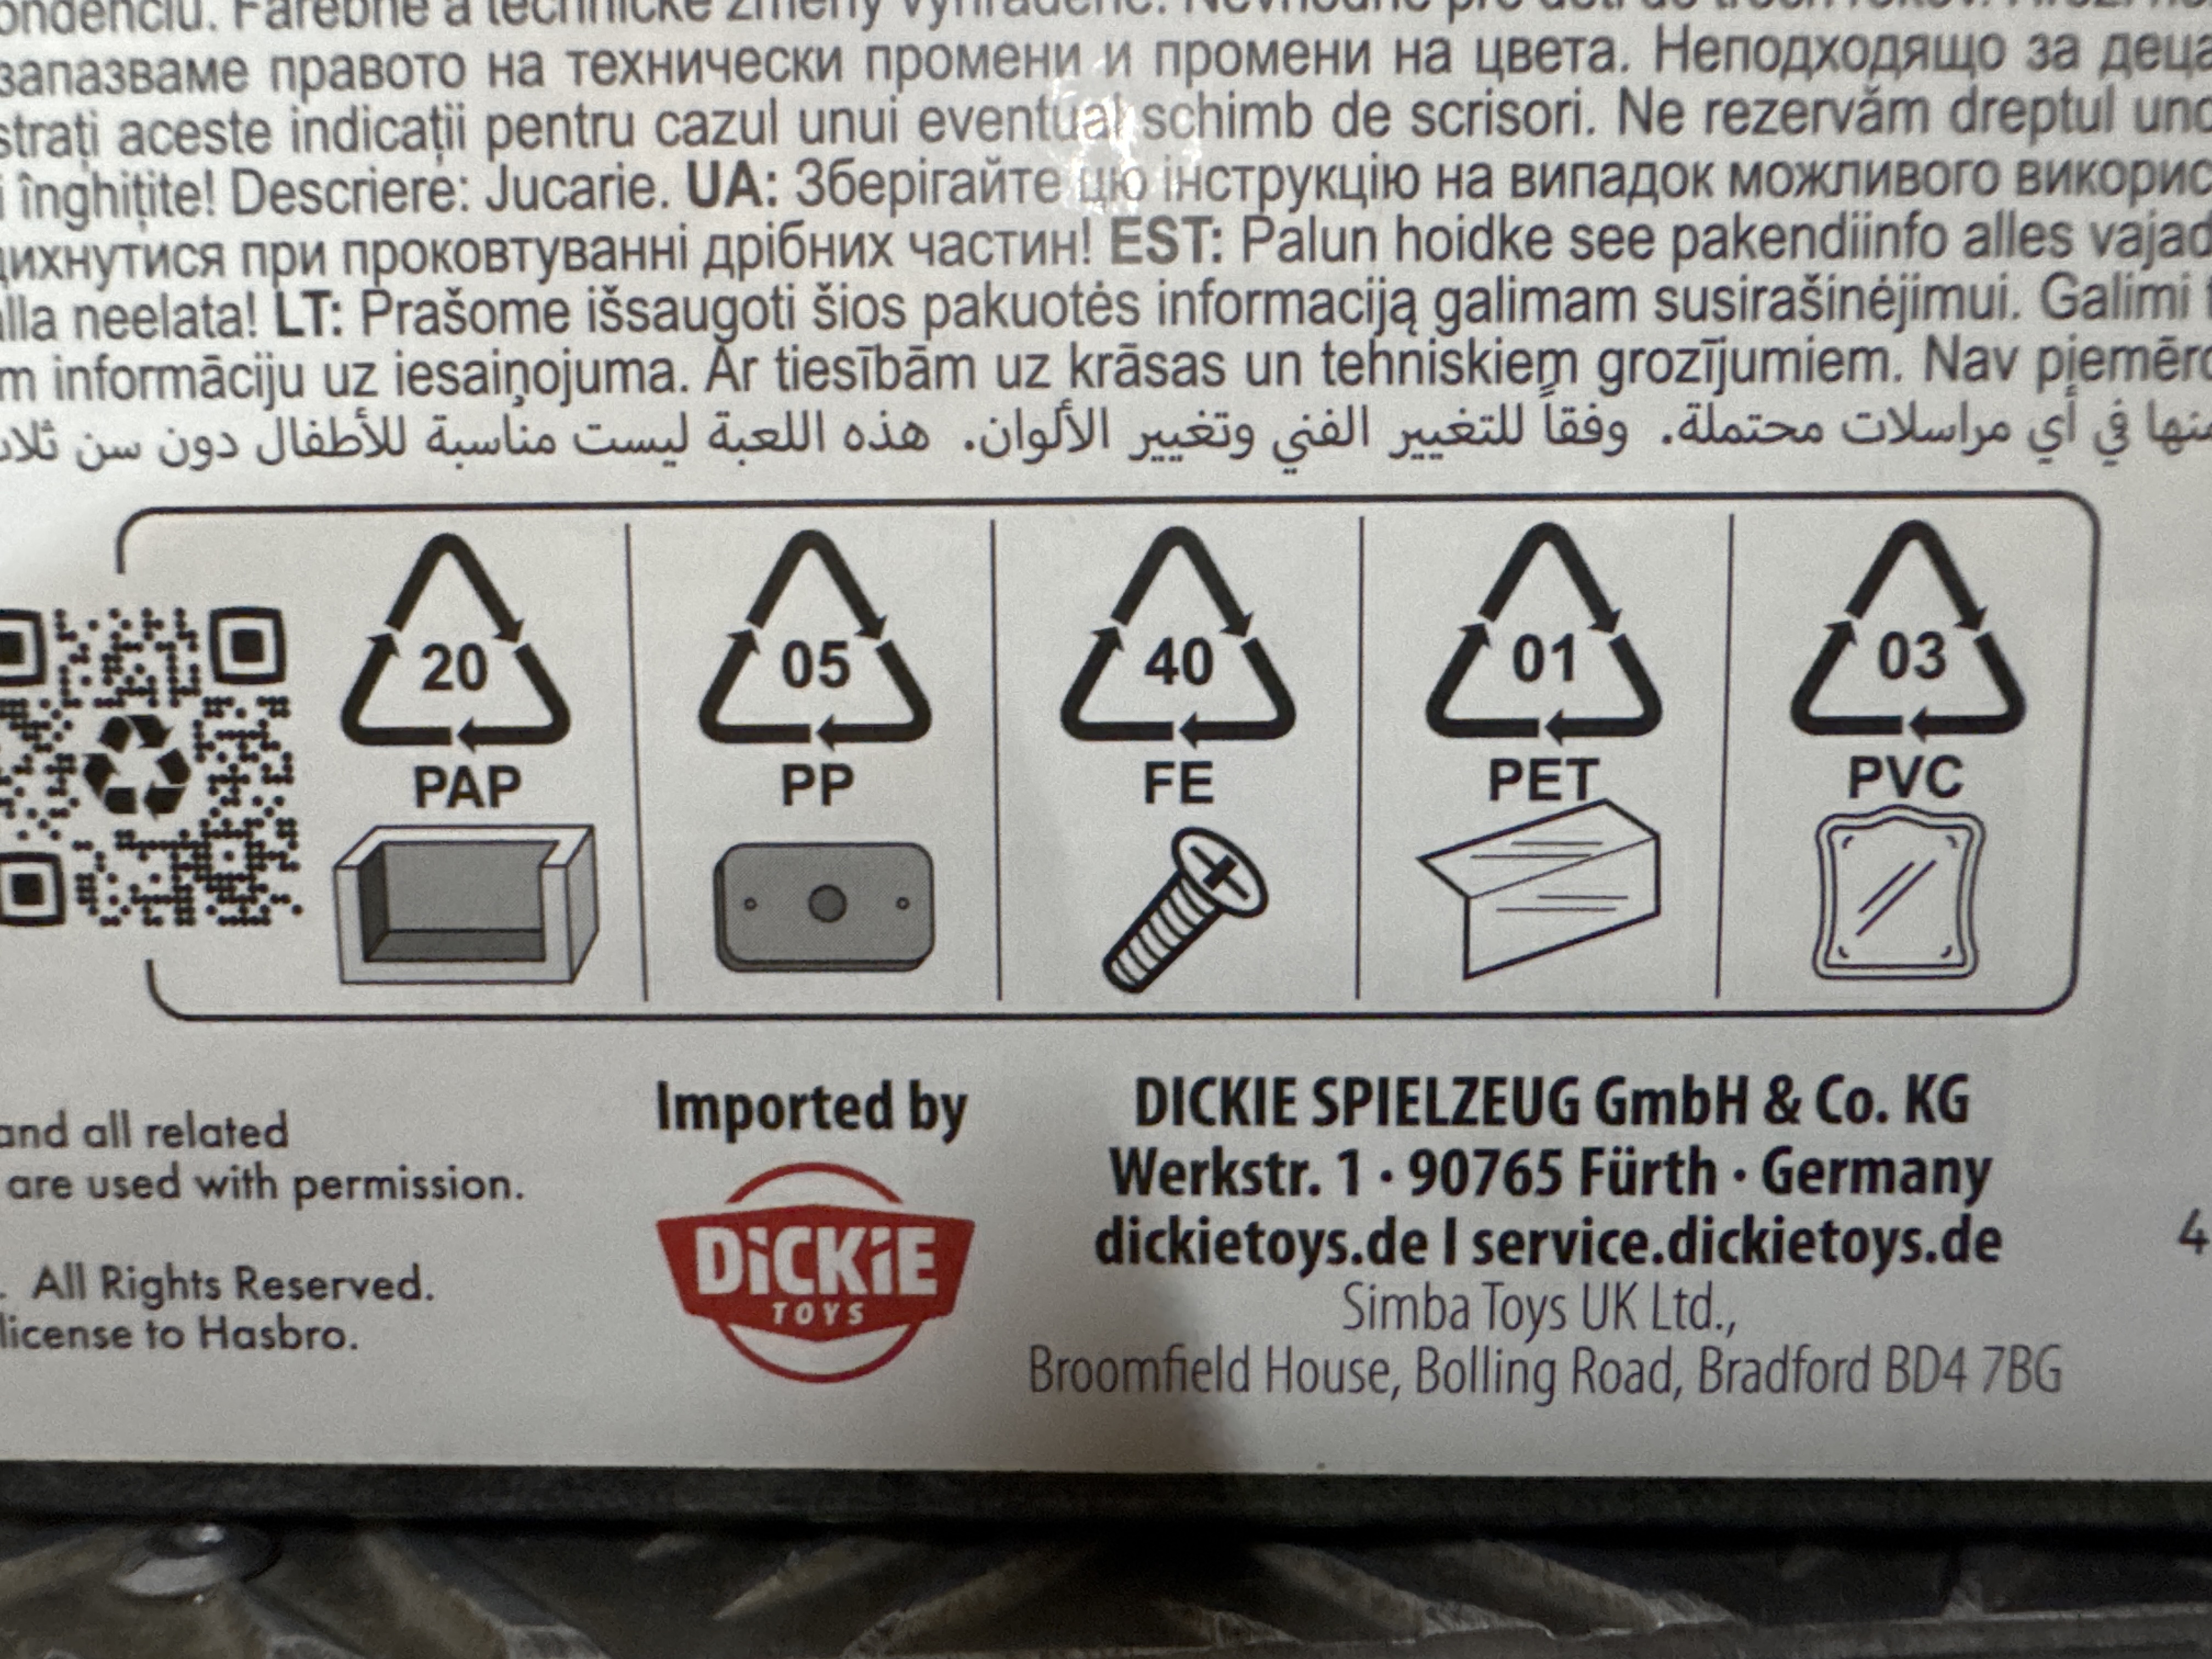 Farebné a technické zmeny vyhradené.
запазваме правото на технически промени и промени на цвета. Неподходящо за деца
strați aceste indicații pentru cazul unui eventual schimb de scrisori. Ne rezervăm dreptul
înghițite! Descriere: Jucarie. UA: Зберігайте цю інструкцію на випадок можливого
при проковтуванні дрібних частин! EST: Palun hoidke see pakendiinfo alles
neelata! LT: Prašome išsaugoti šios pakuotės informaciją galimam susirašinėjimui. Galimi
informāciju uz iesaiņojuma. Ar tiesībām uz krāsas un tehniskiem grozījumiem. Nav
في أي مراسلات محتملة. وفقاً للتغيير الفني وتغيير الألوان. هذه اللعبة ليست مناسبة للأطفال دون سن
20 05 40 01 03
PAP PP FE PET PVC
and all related
are used with permission.
All Rights Reserved.
license to Hasbro.
Imported by
DiCKiE
TOYS
DICKIE SPIELZEUG GmbH & Co. KG
Werkstr. 1 · 90765 Fürth · Germany
dickietoys.de I service.dickietoys.de
Simba Toys UK Ltd.,
Broomfield House, Bolling Road, Bradford BD4 7BG
4